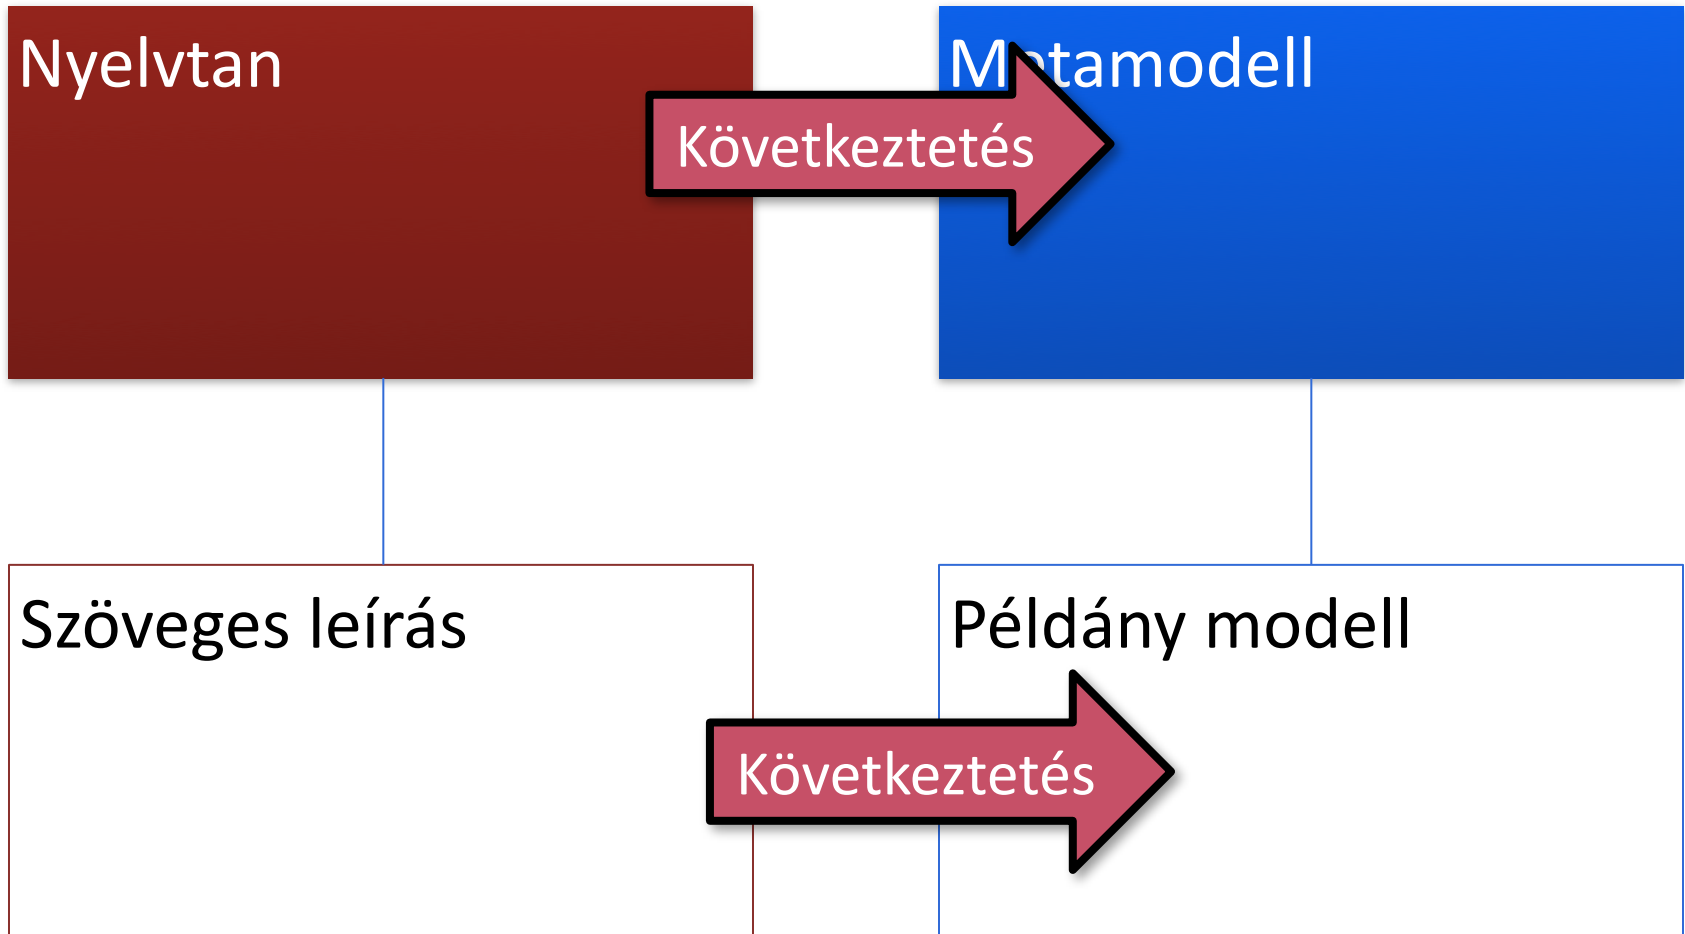 Nyelvtan
Metamodell
Következtetés
Szöveges leírás
Példány modell
Következtetés